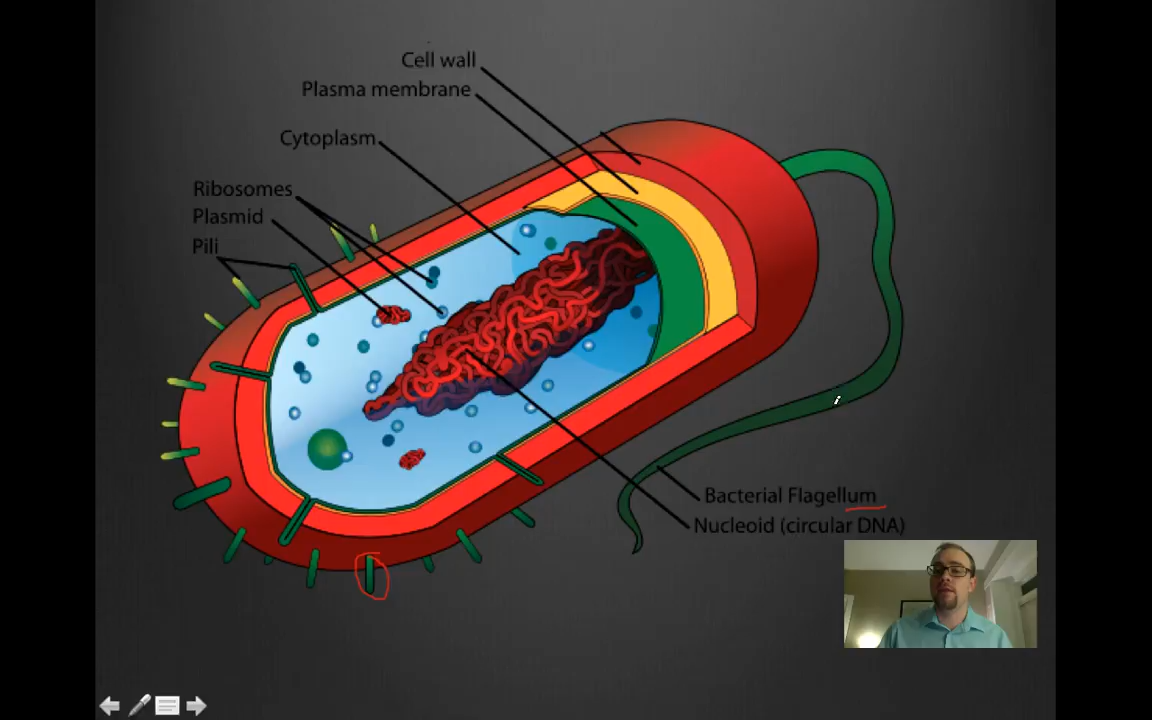 Cell wall
Plasma membrane
Cytoplasm
Ribosomes
Plasmid
Pili
Bacterial Flagellum
Nucleoid (circular DNA)